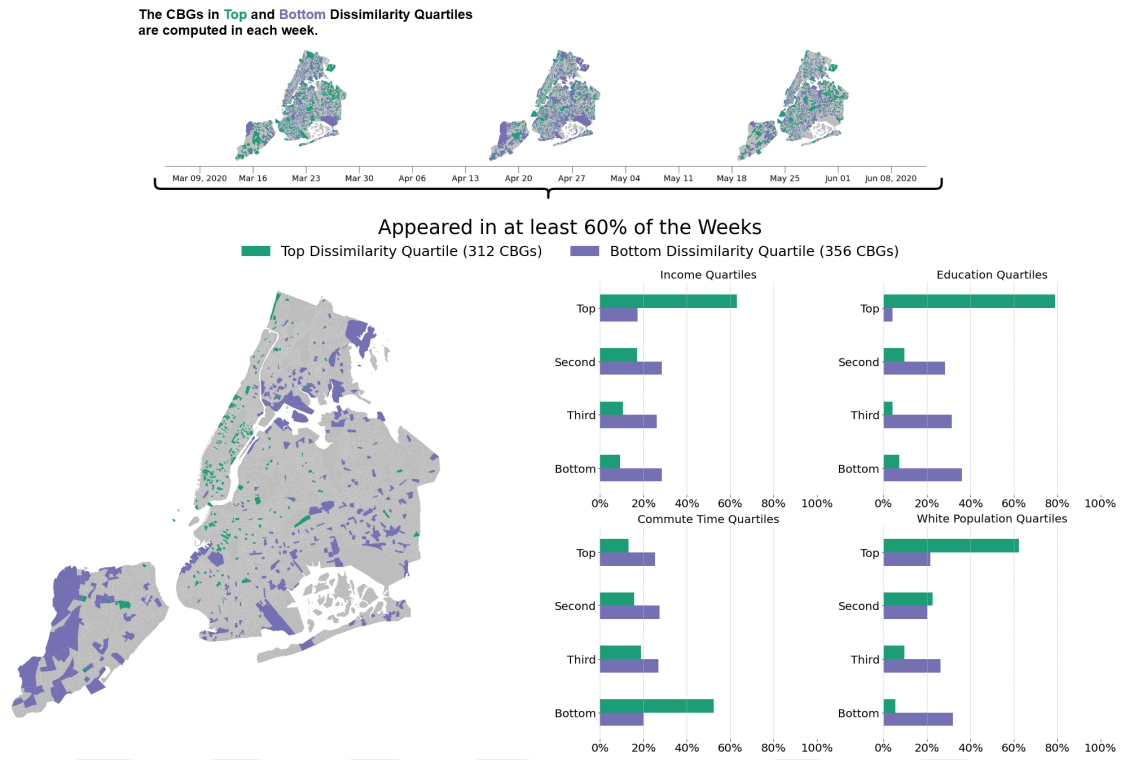 The CBGs in Top and Bottom Dissimilarity Quartiles
are computed in each week.
Mar 09, 2020 Mar 16 Mar 23 Mar 30 Apr 06 Apr 13 Apr 20 Apr 27 May 04 May 11 May 18 May 25 Jun 01 Jun 08, 2020
Appeared in at least 60% of the Weeks
Top Dissimilarity Quartile (312 CBGs) Bottom Dissimilarity Quartile (356 CBGs)
Income Quartiles
Top
Second
Third
Bottom
0% 20% 40% 60% 80% 100%
Education Quartiles
Top
Second
Third
Bottom
0% 20% 40% 60% 80% 100%
Commute Time Quartiles
Top
Second
Third
Bottom
0% 20% 40% 60% 80% 100%
White Population Quartiles
Top
Second
Third
Bottom
0% 20% 40% 60% 80% 100%